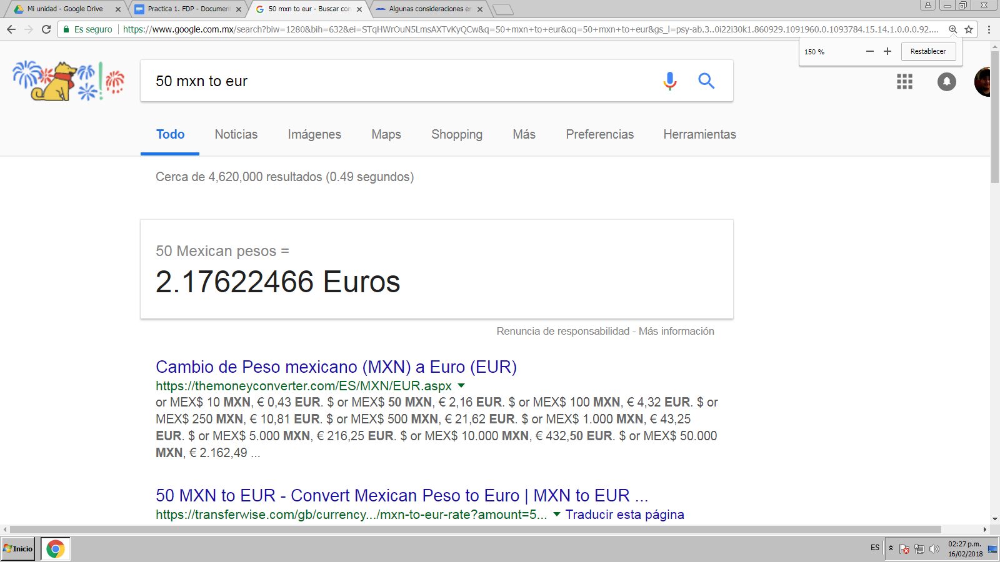 Mi unidad - Google Drive
Practica 1. FDP - Document
50 mxn to eur - Buscar con
Algunas consideraciones en
Es seguro
https://www.google.com.mx/search?biw=1280&bih=632&ei=STqHWrOuN5LmsAXTvKyQCw&q=50+mxn+to+eur&oq=50+mxn+to+eur&gs_l=psy-ab.3..0i22i30k1.860929.1091960.0.1093784.15.14.1.0.0.0.92....
150 %
Restablecer
50 mxn to eur
Todo Noticias Imágenes Maps Shopping Más Preferencias Herramientas
Cerca de 4,620,000 resultados (0.49 segundos)
50 Mexican pesos =
2.17622466 Euros
Renuncia de responsabilidad - Más información
Cambio de Peso mexicano (MXN) a Euro (EUR)
https://themoneyconverter.com/ES/MXN/EUR.aspx
or MEX$ 10 MXN, € 0,43 EUR. $ or MEX$ 50 MXN, € 2,16 EUR. $ or MEX$ 100 MXN, € 4,32 EUR. $ or
MEX$ 250 MXN, € 10,81 EUR. $ or MEX$ 500 MXN, € 21,62 EUR. $ or MEX$ 1.000 MXN, € 43,25
EUR. $ or MEX$ 5.000 MXN, € 216,25 EUR. $ or MEX$ 10.000 MXN, € 432,50 EUR. $ or MEX$ 50.000
MXN, € 2.162,49 ...
50 MXN to EUR - Convert Mexican Peso to Euro | MXN to EUR ...
https://transferwise.com/gb/currency.../mxn-to-eur-rate?amount=5... Traducir esta página
Inicio
ES
02:27 p.m.
16/02/2018